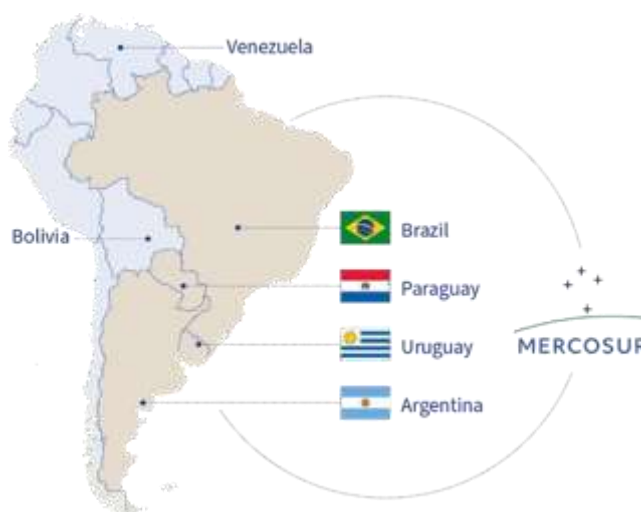 Venezuela
Bolivia
Brazil
Paraguay
Uruguay
Argentina
MERCOSUR